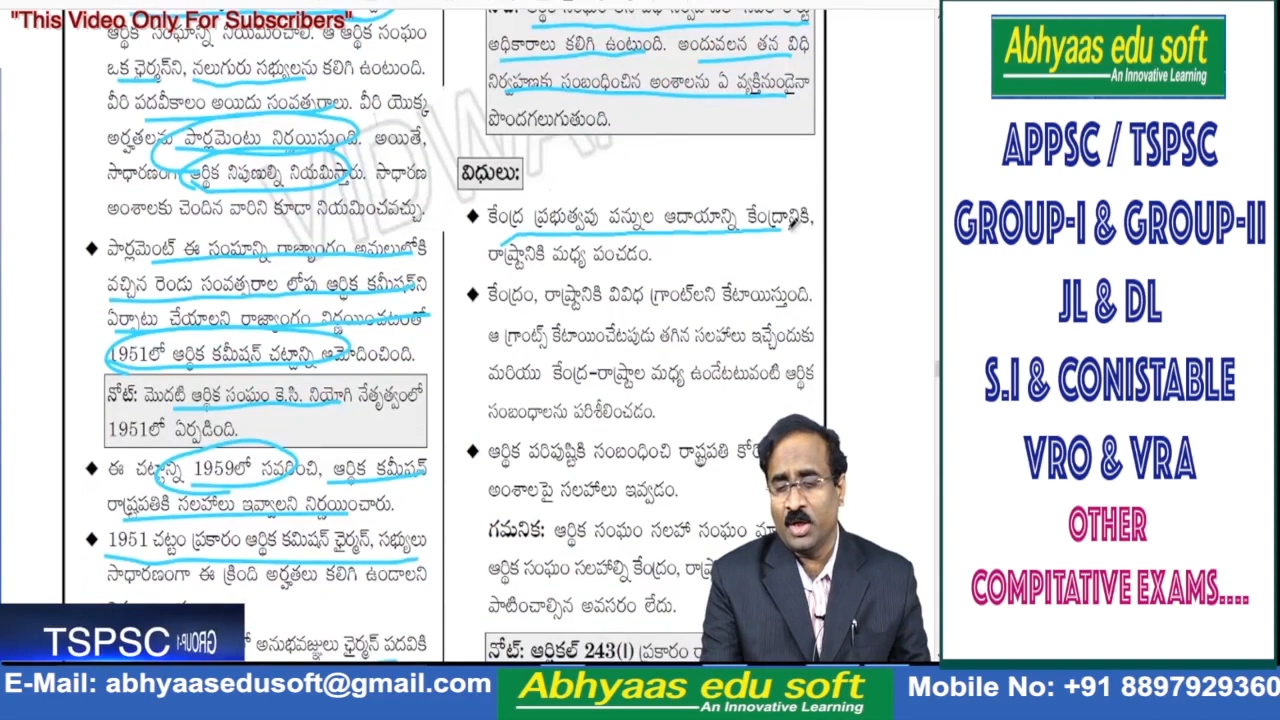 "This Video Only For Subscribers"
ఆర్థిక సంఘాన్ని నియమించాలి. ఆ ఆర్థిక సంఘం
ఒక ఛైర్మన్‌ని, నలుగురు సభ్యులను కలిగి ఉంటుంది.
వీరి పదవీకాలం అయిదు సంవత్సరాలు. వీరి యొక్క
అర్హతలను పార్లమెంటు నిర్ణయిస్తుంది. అయితే,
సాధారణంగా ఆర్థిక నిపుణుల్ని నియమిస్తారు. సాధారణ
అంశాలకు చెందిన వారిని కూడా నియమించవచ్చు.
◆ పార్లమెంట్ ఈ సంఘాన్ని రాజ్యాంగం అమలులోకి
వచ్చిన రెండు సంవత్సరాల లోపు ఆర్థిక కమీషన్‌ని
ఏర్పాటు చేయాలని రాజ్యాంగం నిర్ణయించటంతో
1951లో ఆర్థిక కమీషన్ చట్టాన్ని ఆమోదించింది.
నోట్: మొదటి ఆర్థిక సంఘం కె.సి. నియోగి నేతృత్వంలో
1951లో ఏర్పడింది.
◆ ఈ చట్టాన్ని 1959లో సవరించి, ఆర్థిక కమీషన్
రాష్ట్రపతికి సలహాలు ఇవ్వాలని నిర్ణయించారు.
◆ 1951 చట్టం ప్రకారం ఆర్థిక కమిషన్ ఛైర్మన్, సభ్యులు
సాధారణంగా ఈ క్రింది అర్హతలు కలిగి ఉండాలని
అనుభవజ్ఞులు ఛైర్మన్ పదవికి
అధికారాలు కలిగి ఉంటుంది. అందువలన తన విధి
నిర్వహణకు సంబంధించిన అంశాలను ఏ వ్యక్తినుండైనా
పొందగలుగుతుంది.
విధులు:
◆ కేంద్ర ప్రభుత్వవు పన్నుల ఆదాయాన్ని కేంద్రానికి,
రాష్ట్రానికి మధ్య పంచడం.
◆ కేంద్రం, రాష్ట్రానికి వివిధ గ్రాంట్‌లని కేటాయిస్తుంది.
ఆ గ్రాంట్స్ కేటాయించేటపుడు తగిన సలహాలు ఇచ్చేందుకు
మరియు కేంద్ర-రాష్ట్రాల మధ్య ఉండేటటువంటి ఆర్థిక
సంబంధాలను పరిశీలించడం.
◆ ఆర్థిక పరిపుష్టికి సంబంధించి రాష్ట్రపతి
అంశాలపై సలహాలు ఇవ్వడం.
గమనిక: ఆర్థిక సంఘం సలహా సంఘం
ఆర్థిక సంఘం సలహాల్ని కేంద్రం,
పాటించాల్సిన అవసరం లేదు.
నోట్: ఆర్టికల్ 243(I) ప్రకారం
VIDWAN
Abhyaas edu soft
An Innovative Learning
APPSC / TSPSC
GROUP-I & GROUP-II
JL & DL
S.I & CONISTABLE
VRO & VRA
OTHER
COMPITATIVE EXAMS....
TSPSC GROUP-1
E-Mail: abhyaasedusoft@gmail.com
Abhyaas edu soft
An Innovative Learning
Mobile No: +91 8897929360